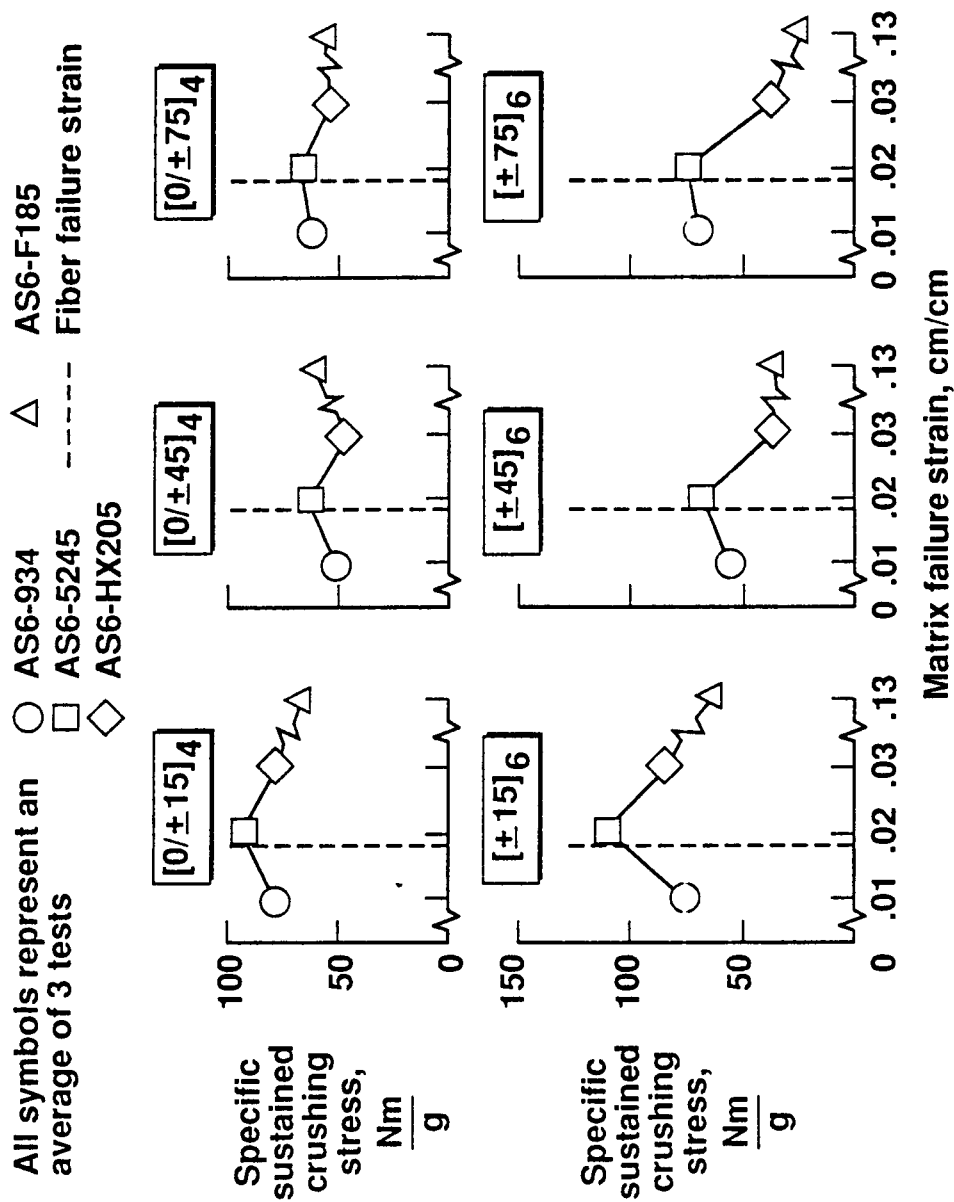 All symbols represent an
average of 3 tests
AS6-934
AS6-5245
AS6-HX205
AS6-F185
Fiber failure strain
[0/±15]4
[0/±45]4
[0/±75]4
100
50
0
Specific
sustained
crushing
stress,
Nm
g
[±15]6
[±45]6
[±75]6
150
100
50
0
Specific
sustained
crushing
stress,
Nm
g
0 .01 .02 .03 .13
0 .01 .02 .03 .13
0 .01 .02 .03 .13
Matrix failure strain, cm/cm